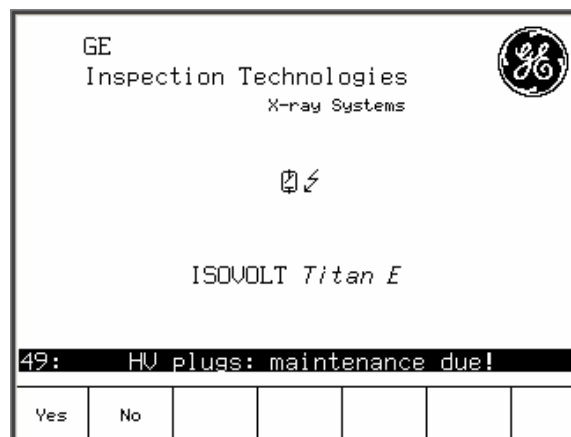 GE
Inspection Technologies
X-ray Systems
ISOVOLT Titan E
49: HV plugs: maintenance due!
Yes No